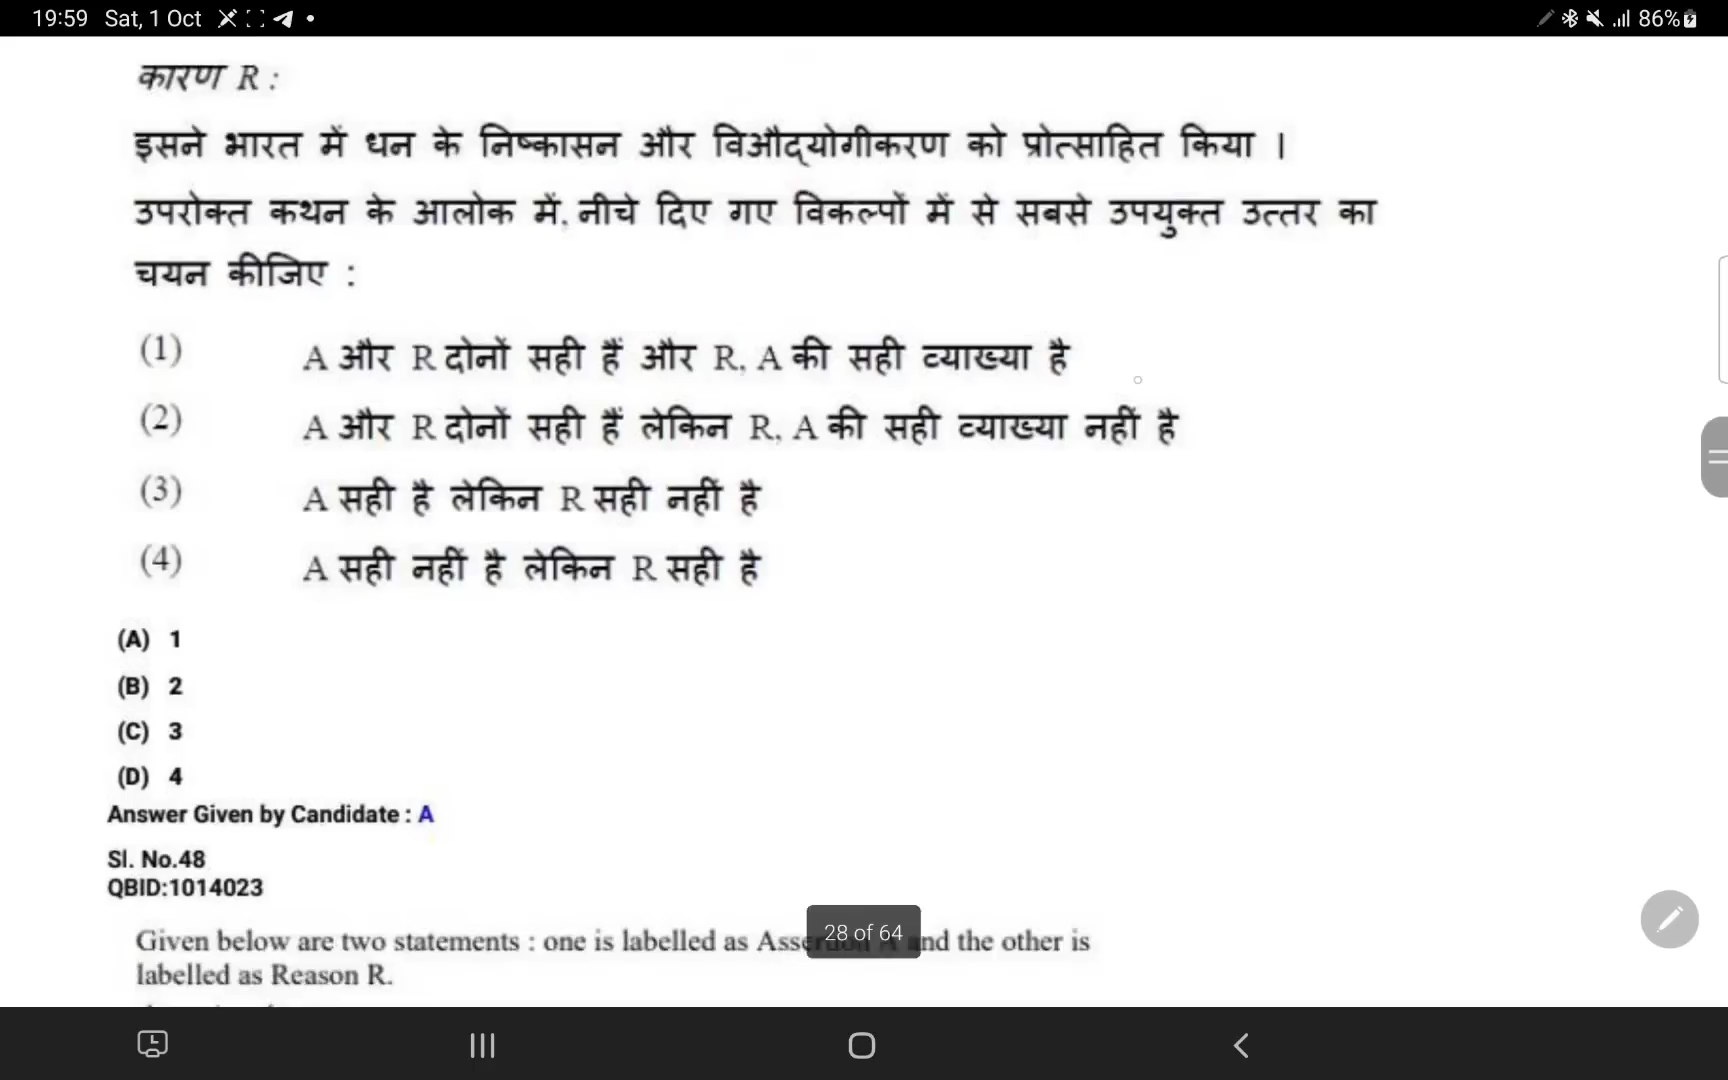 19:59 Sat, 1 Oct
86%
कारण R :
इसने भारत में धन के निष्कासन और विऔद्योगीकरण को प्रोत्साहित किया ।
उपरोक्त कथन के आलोक में, नीचे दिए गए विकल्पों में से सबसे उपयुक्त उत्तर का
चयन कीजिए :
(1) A और R दोनों सही हैं और R, A की सही व्याख्या है
(2) A और R दोनों सही हैं लेकिन R, A की सही व्याख्या नहीं है
(3) A सही है लेकिन R सही नहीं है
(4) A सही नहीं है लेकिन R सही है
(A) 1
(B) 2
(C) 3
(D) 4
Answer Given by Candidate : A
Sl. No.48
QBID:1014023
Given below are two statements : one is labelled as and the other is
28 of 64
labelled as Reason R.